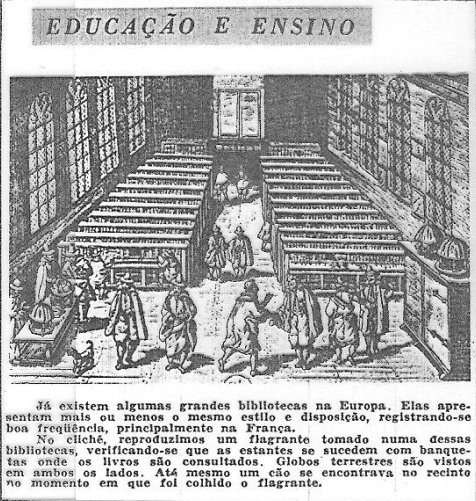 EDUCAÇÃO E ENSINO
Já existem algumas grandes bibliotecas na Europa. Elas apre-
sentam mais ou menos o mesmo estilo e disposição, registrando-se
boa freqüência, principalmente na França.
No clichê, reproduzimos um flagrante tomado numa dessas
bibliotecas, verificando-se que as estantes se sucedem com banque-
tas onde os livros são consultados. Globos terrestres são vistos
em ambos os lados. Atá mesmo um cão se encontrava no recinto
no momento em que foi colhido o flagrante.